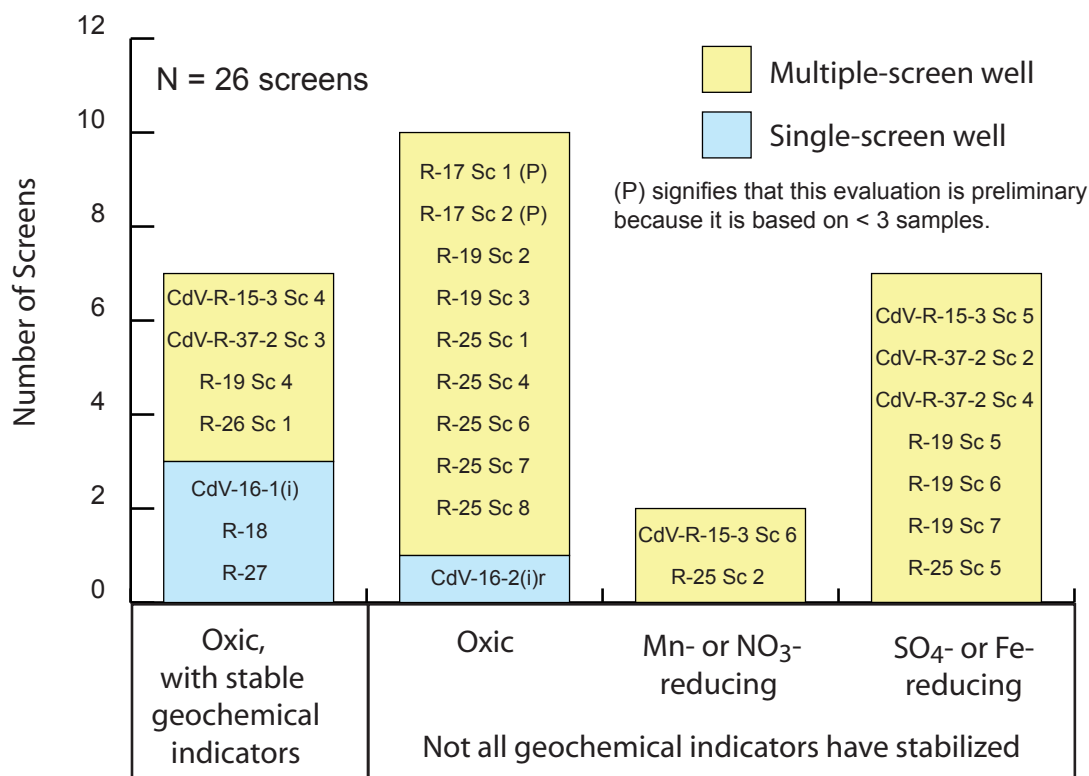 12
10
8
6
4
2
0
Number of Screens
N = 26 screens
Multiple-screen well
Single-screen well
(P) signifies that this evaluation is preliminary
because it is based on < 3 samples.
CdV-R-15-3 Sc 4
CdV-R-37-2 Sc 3
R-19 Sc 4
R-26 Sc 1
CdV-16-1(i)
R-18
R-27
R-17 Sc 1 (P)
R-17 Sc 2 (P)
R-19 Sc 2
R-19 Sc 3
R-25 Sc 1
R-25 Sc 4
R-25 Sc 6
R-25 Sc 7
R-25 Sc 8
CdV-16-2(i)r
CdV-R-15-3 Sc 6
R-25 Sc 2
CdV-R-15-3 Sc 5
CdV-R-37-2 Sc 2
CdV-R-37-2 Sc 4
R-19 Sc 5
R-19 Sc 6
R-19 Sc 7
R-25 Sc 5
Oxic,
with stable
geochemical
indicators
Oxic
Mn- or NO3-
reducing
SO4- or Fe-
reducing
Not all geochemical indicators have stabilized